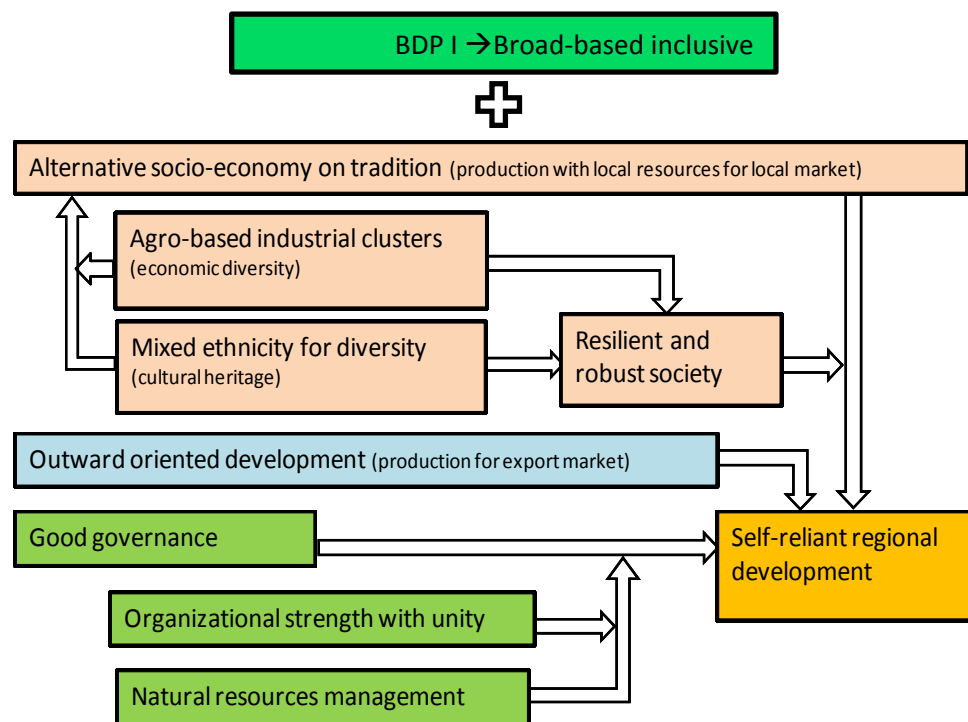 BDP I →Broad-based inclusive
Alternative socio-economy on tradition (production with local resources for local market)
Agro-based industrial clusters
(economic diversity)
Mixed ethnicity for diversity
(cultural heritage)
Resilient and
robust society
Outward oriented development (production for export market)
Good governance
Self-reliant regional
development
Organizational strength with unity
Natural resources management